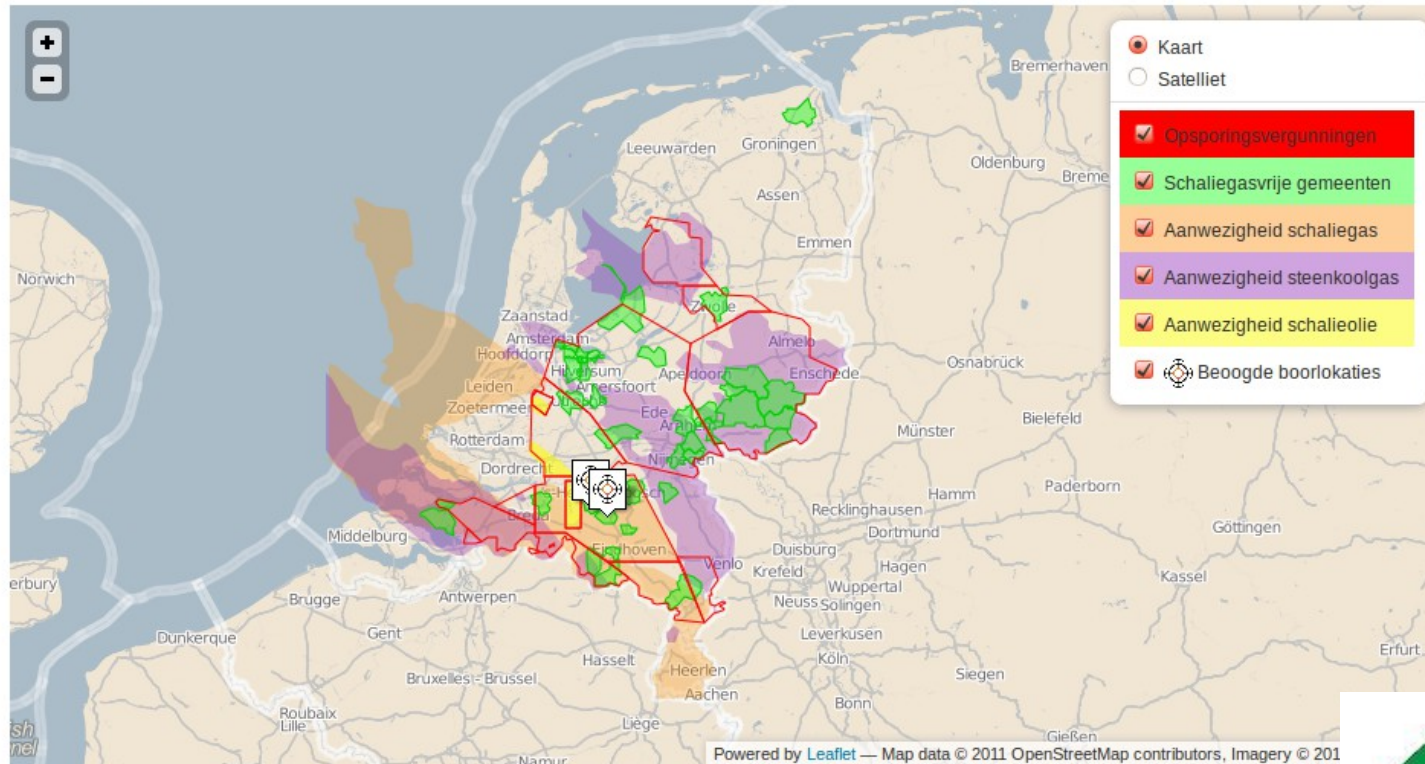 +
−
Kaart
Satelliet
Opsporingsvergunningen
Schaliegasvrije gemeenten
Aanwezigheid schaliegas
Aanwezigheid steenkoolgas
Aanwezigheid schalieolie
Beoogde boorlokaties
Bremerhaven
Leeuwarden
Groningen
Oldenburg
Assen
Emmen
Norwich
Zaanstad
Amsterdam
Zwolle
Almelo
Hilversum
Osnabrück
Leiden
Amersfoort
Apeldoorn
Enschede
Zoetermeer
Utrecht
Ede
Bielefeld
Rotterdam
Arnhem
Münster
Dordrecht
Nijmegen
Hamm
Paderborn
Breda
Recklinghausen
Dortmund
Göttingen
Middelburg
Eindhoven
Duisburg
Venlo
Krefeld
Hagen
Kassel
Brugge
Antwerpen
Wuppertal
Neuss
Solingen
Dunkerque
Gent
Leverkusen
Hasselt
Köln
Erfurt
Bruxelles - Brussel
Heerlen
Siegen
Aachen
Bonn
Roubaix
Lille
Liège
Gießen
Namur
Powered by Leaflet — Map data © 2011 OpenStreetMap contributors, Imagery © 201